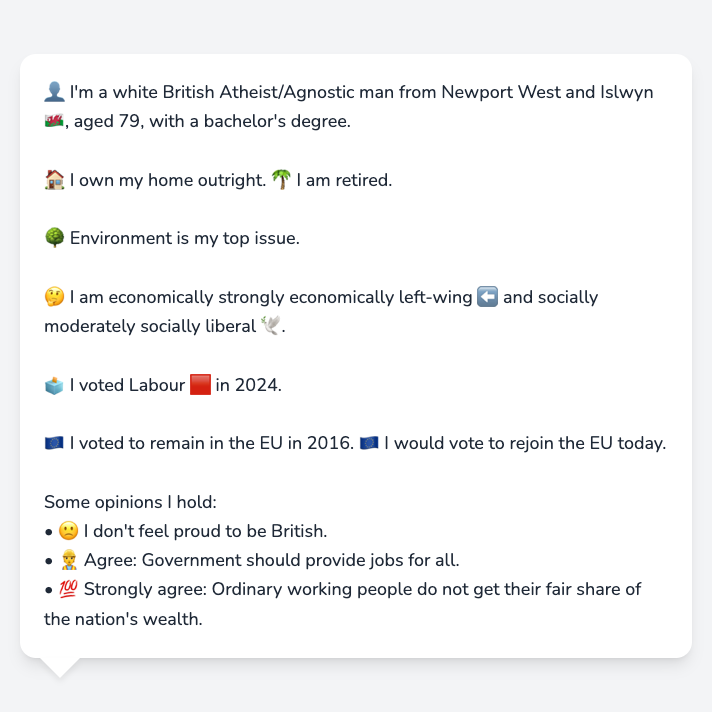 👤 I'm a white British Atheist/Agnostic man from Newport West and Islwyn
🏴󠁧󠁢󠁷󠁬󠁳󠁿, aged 79, with a bachelor's degree.
🏠 I own my home outright. 🌴 I am retired.
🌳 Environment is my top issue.
🤔 I am economically strongly economically left-wing ⬅️ and socially
moderately socially liberal 🕊️.
🗳️ I voted Labour 🟥 in 2024.
🇪🇺 I voted to remain in the EU in 2016. 🇪🇺 I would vote to rejoin the EU today.
Some opinions I hold:
• 🙁 I don't feel proud to be British.
• 👷‍♂️ Agree: Government should provide jobs for all.
• 💯 Strongly agree: Ordinary working people do not get their fair share of
the nation's wealth.